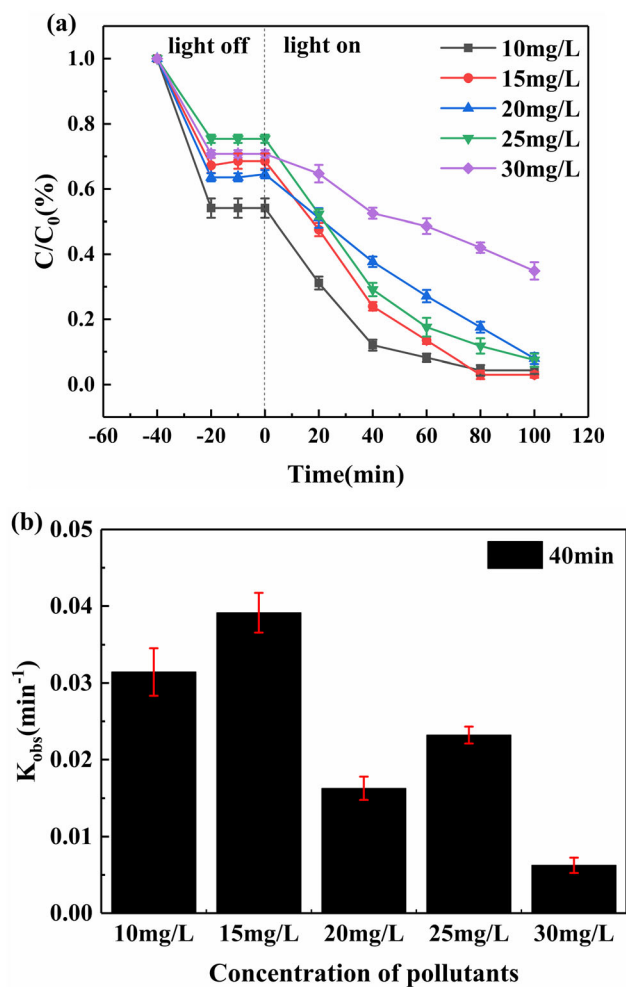 (a)
light off light on
10mg/L
15mg/L
20mg/L
25mg/L
30mg/L
1.0
0.8
0.6
0.4
0.2
0.0
C/C0(%)
-60 -40 -20 0 20 40 60 80 100 120
Time(min)
(b)
40min
0.05
0.04
0.03
0.02
0.01
0.00
Kobs(min-1)
10mg/L 15mg/L 20mg/L 25mg/L 30mg/L
Concentration of pollutants